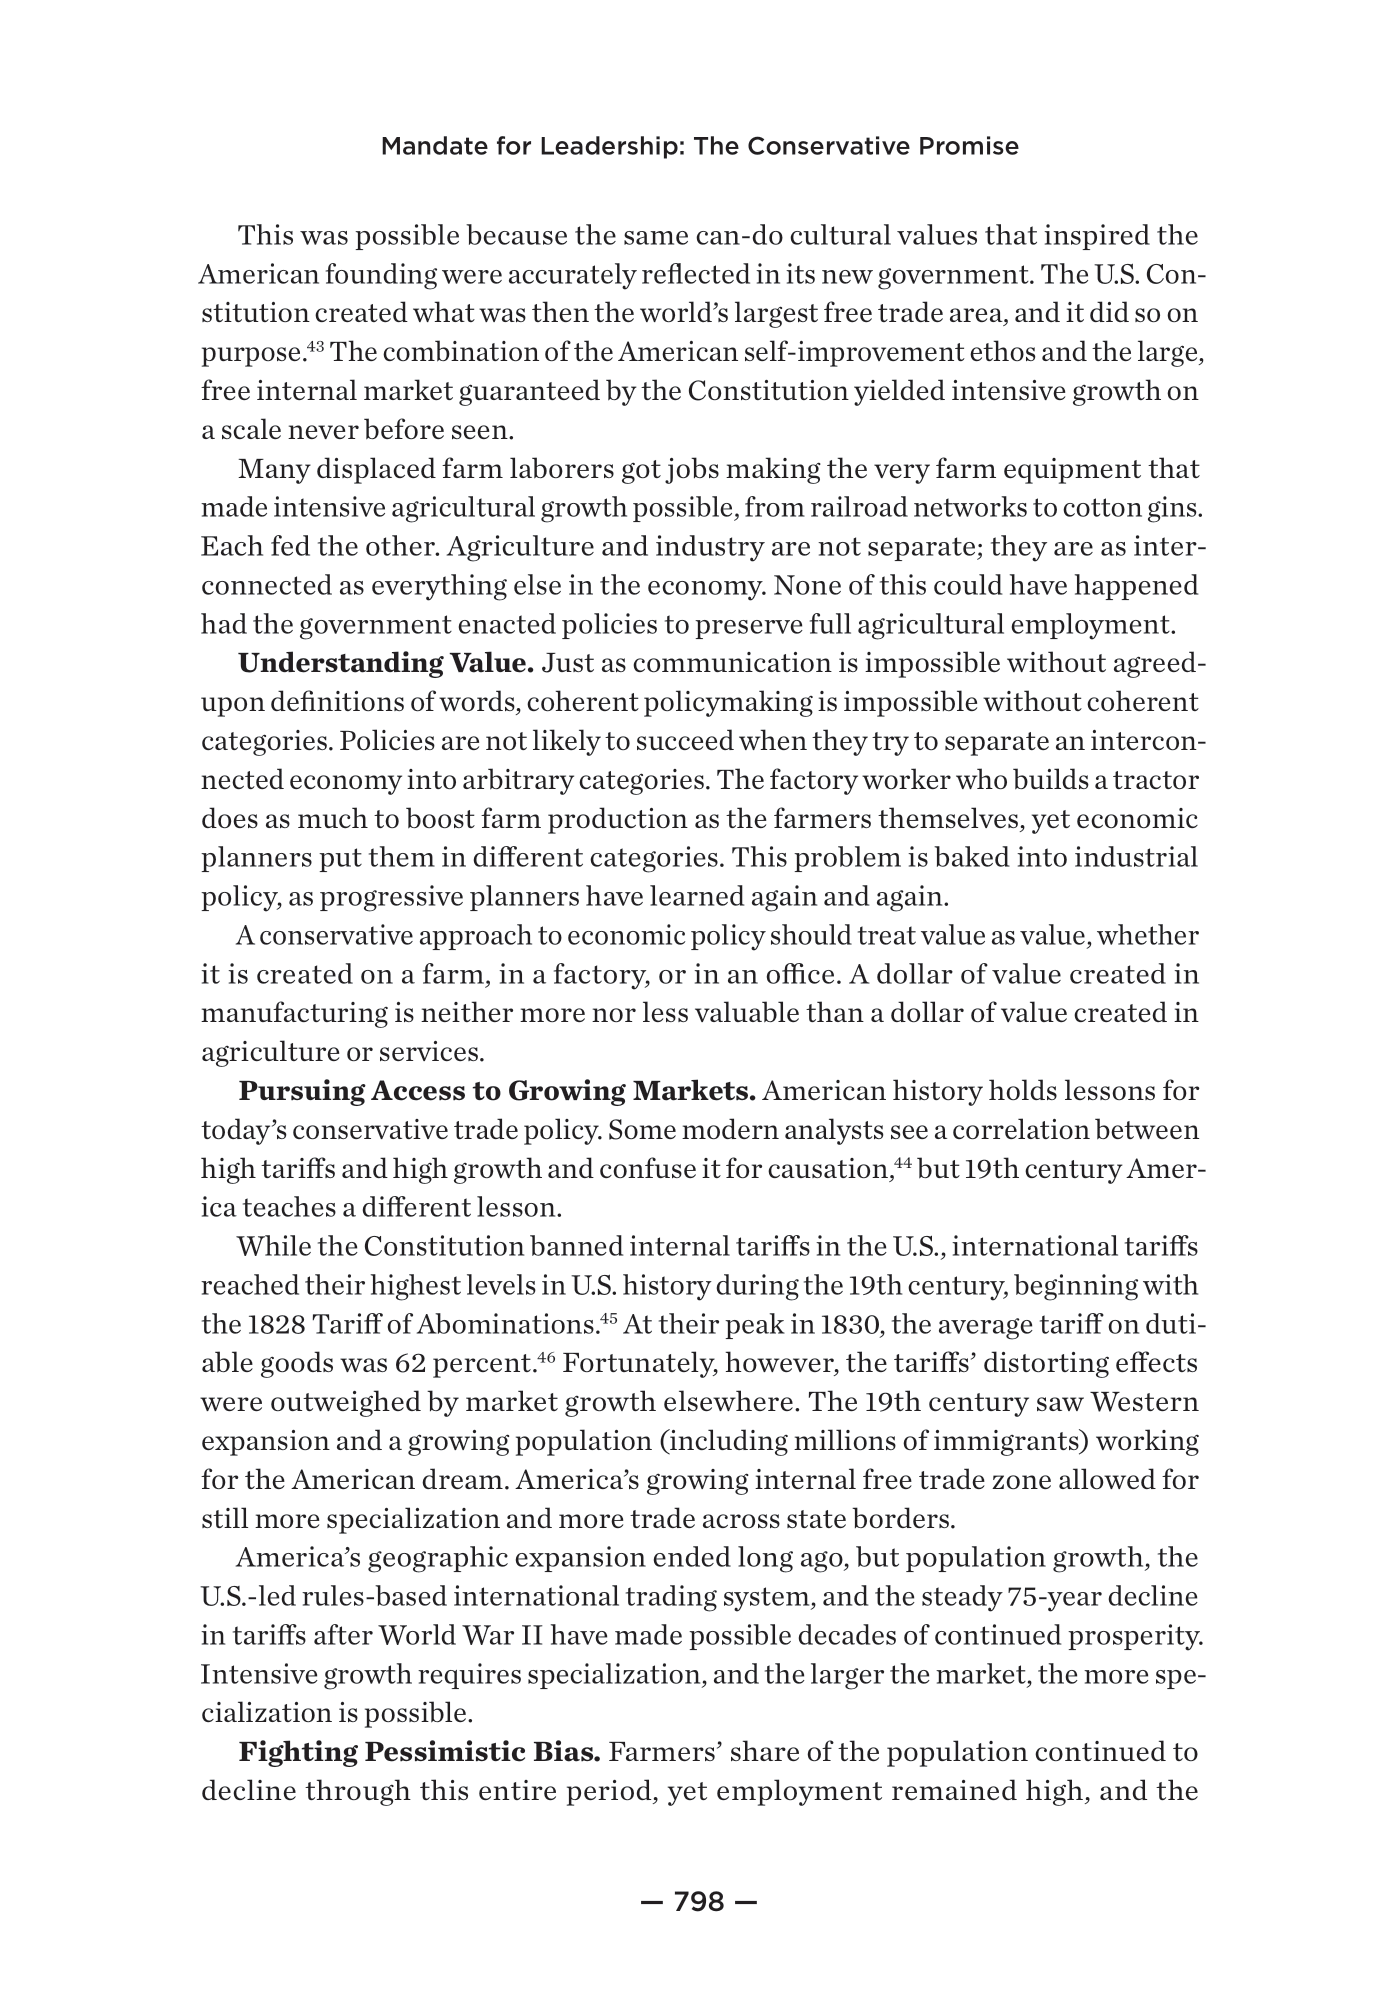 Mandate for Leadership: The Conservative Promise
This was possible because the same can-do cultural values that inspired the
American founding were accurately reflected in its new government. The U.S. Con-
stitution created what was then the world’s largest free trade area, and it did so on
purpose.43 The combination of the American self-improvement ethos and the large,
free internal market guaranteed by the Constitution yielded intensive growth on
a scale never before seen.
Many displaced farm laborers got jobs making the very farm equipment that
made intensive agricultural growth possible, from railroad networks to cotton gins.
Each fed the other. Agriculture and industry are not separate; they are as inter-
connected as everything else in the economy. None of this could have happened
had the government enacted policies to preserve full agricultural employment.
Understanding Value. Just as communication is impossible without agreed-
upon definitions of words, coherent policymaking is impossible without coherent
categories. Policies are not likely to succeed when they try to separate an intercon-
nected economy into arbitrary categories. The factory worker who builds a tractor
does as much to boost farm production as the farmers themselves, yet economic
planners put them in different categories. This problem is baked into industrial
policy, as progressive planners have learned again and again.
A conservative approach to economic policy should treat value as value, whether
it is created on a farm, in a factory, or in an office. A dollar of value created in
manufacturing is neither more nor less valuable than a dollar of value created in
agriculture or services.
Pursuing Access to Growing Markets. American history holds lessons for
today’s conservative trade policy. Some modern analysts see a correlation between
high tariffs and high growth and confuse it for causation,44 but 19th century Amer-
ica teaches a different lesson.
While the Constitution banned internal tariffs in the U.S., international tariffs
reached their highest levels in U.S. history during the 19th century, beginning with
the 1828 Tariff of Abominations.45 At their peak in 1830, the average tariff on duti-
able goods was 62 percent.46 Fortunately, however, the tariffs’ distorting effects
were outweighed by market growth elsewhere. The 19th century saw Western
expansion and a growing population (including millions of immigrants) working
for the American dream. America’s growing internal free trade zone allowed for
still more specialization and more trade across state borders.
America’s geographic expansion ended long ago, but population growth, the
U.S.-led rules-based international trading system, and the steady 75-year decline
in tariffs after World War II have made possible decades of continued prosperity.
Intensive growth requires specialization, and the larger the market, the more spe-
cialization is possible.
Fighting Pessimistic Bias. Farmers’ share of the population continued to
decline through this entire period, yet employment remained high, and the
— 798 —